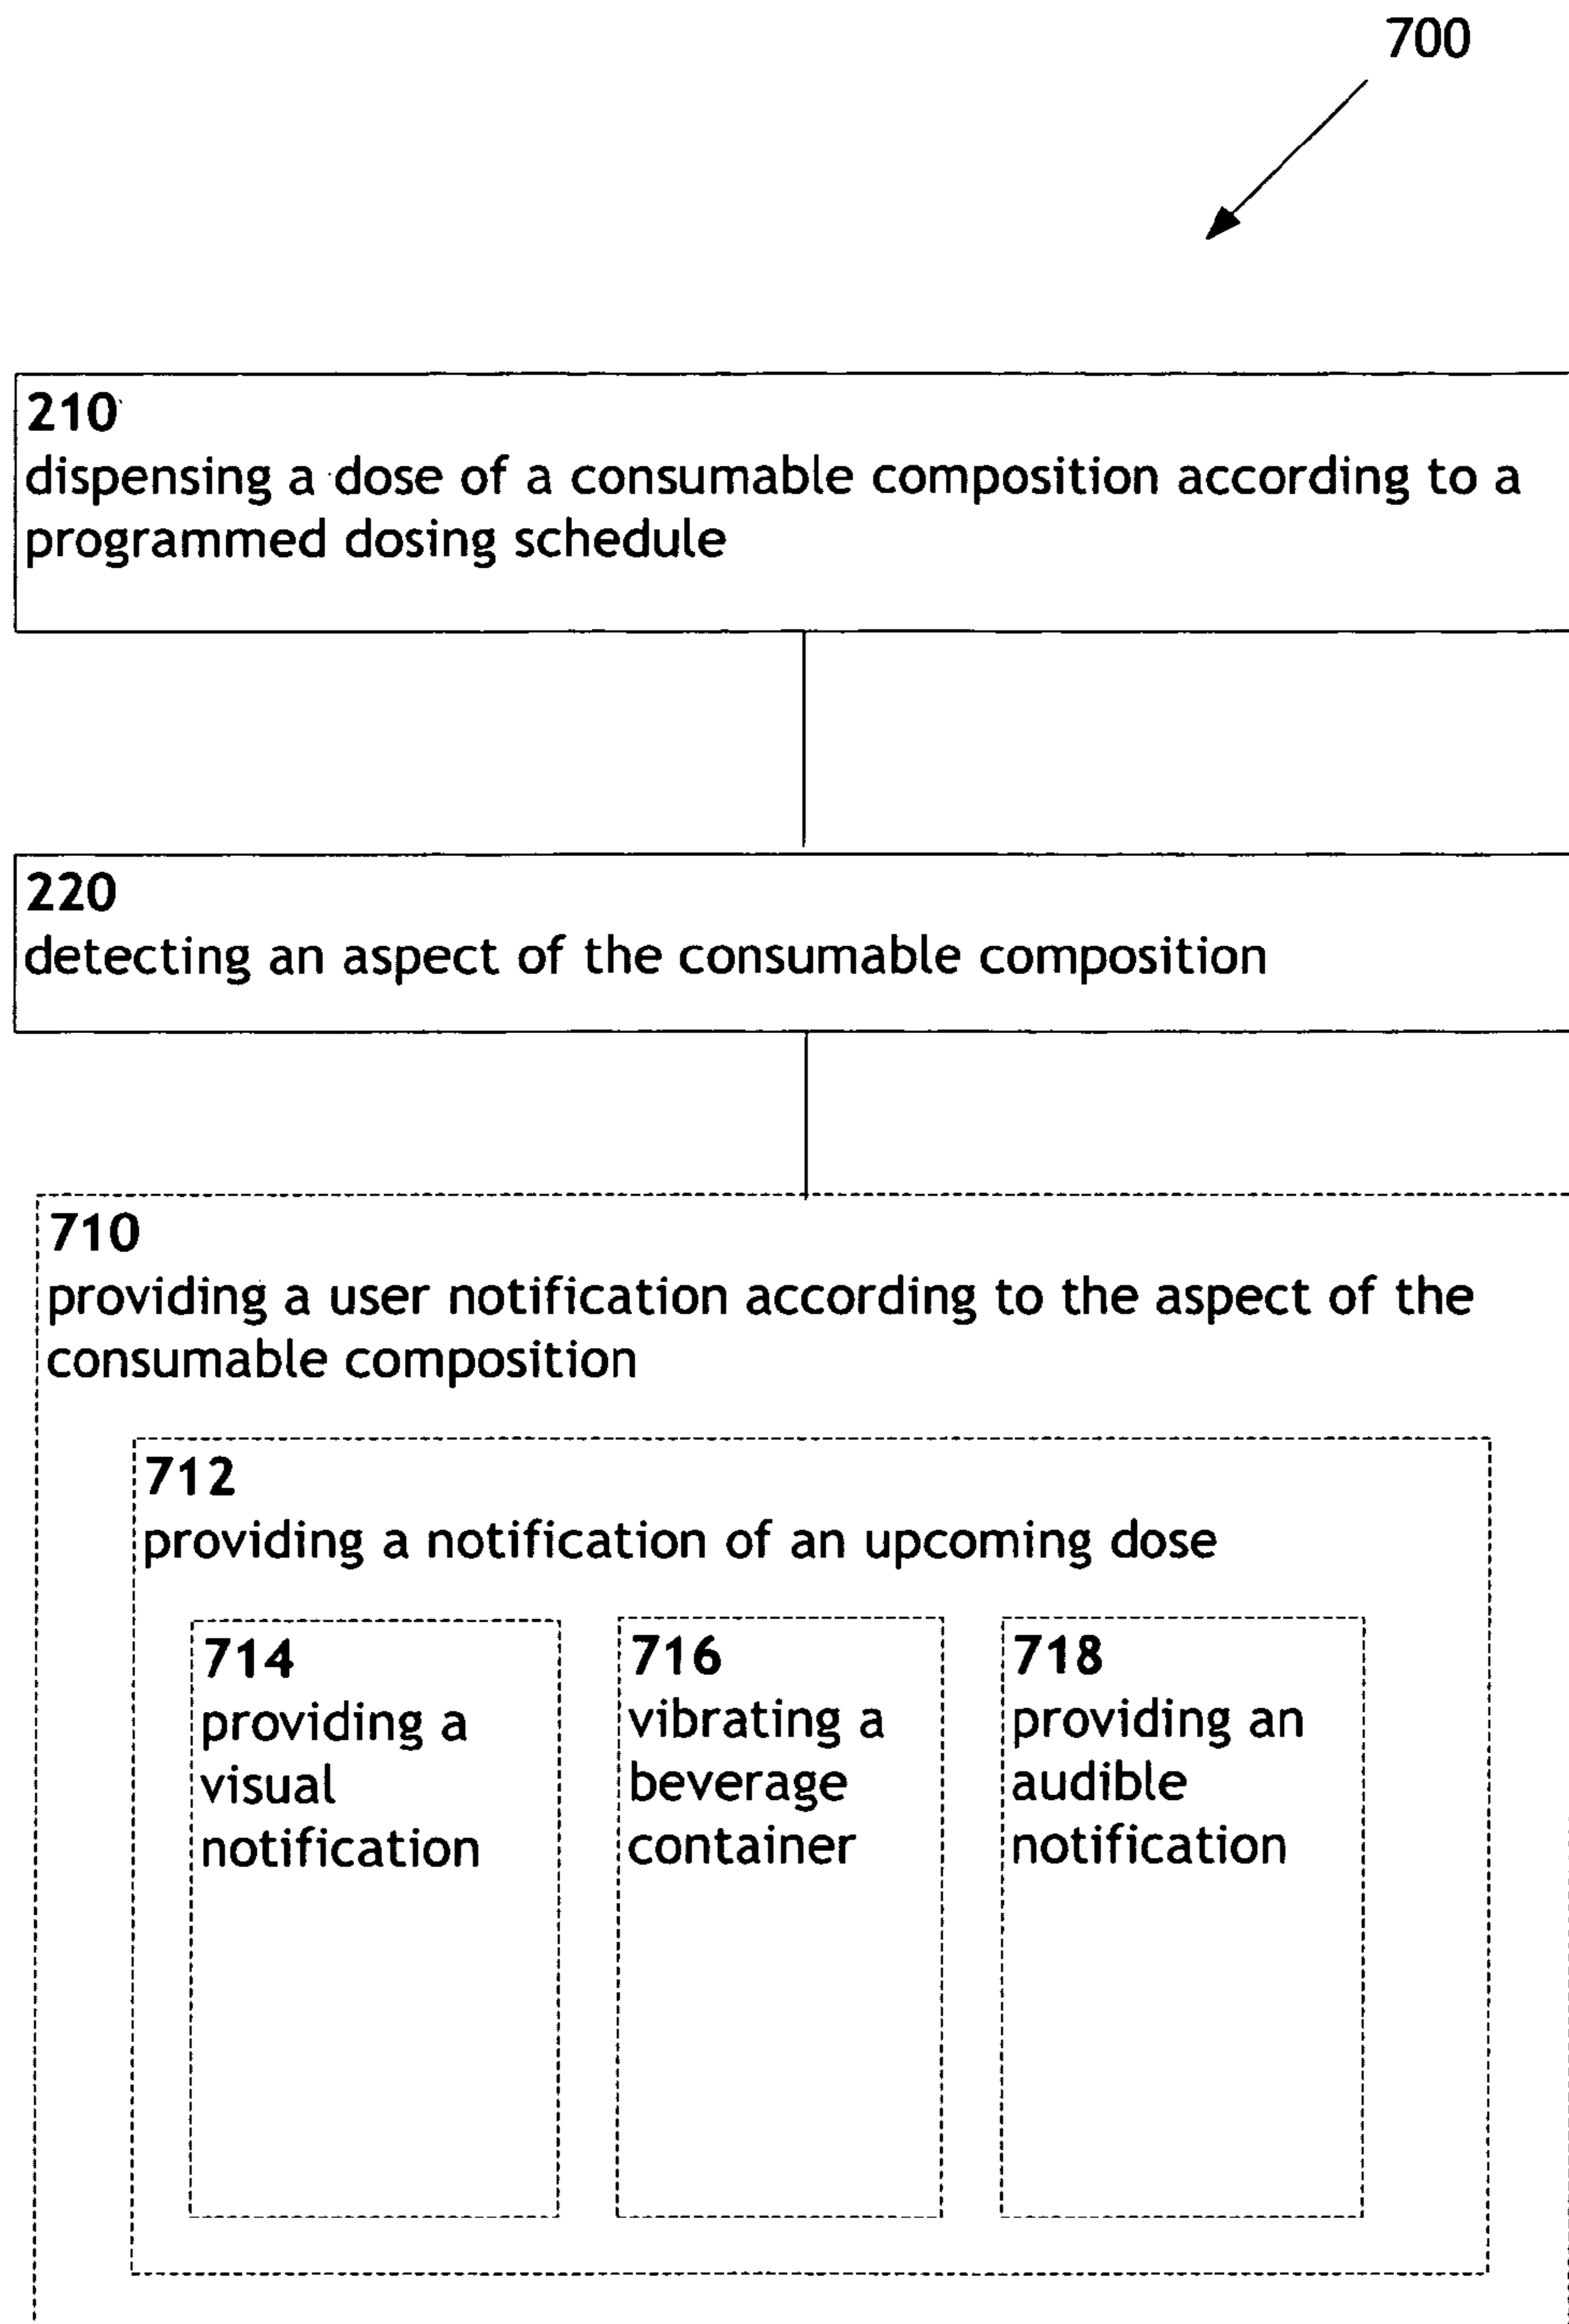 700
210
dispensing a dose of a consumable composition according to a
programmed dosing schedule
220
detecting an aspect of the consumable composition
710
providing a user notification according to the aspect of the
consumable composition
712
providing a notification of an upcoming dose
714
providing a
visual
notification
716
vibrating a
beverage
container
718
providing an
audible
notification